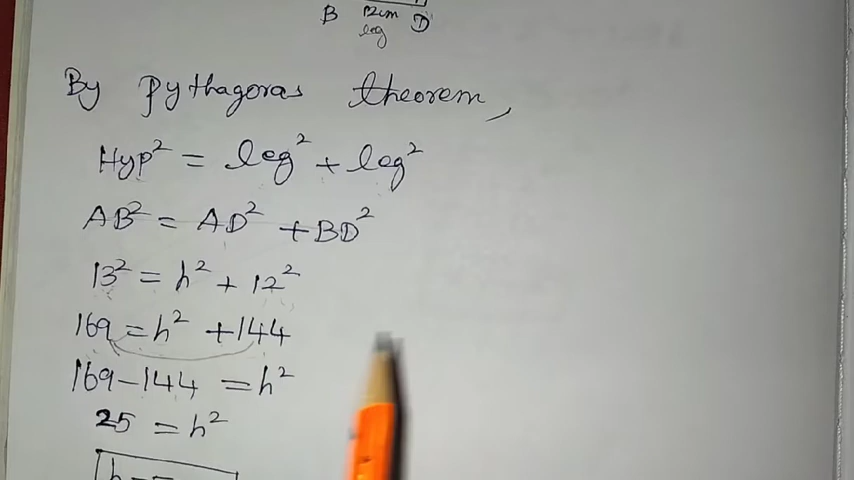 B 12cm D
leg
By pythagoras theorem,
Hyp² = leg² + leg²
AB² = AD² + BD²
13² = h² + 12²
169 = h² + 144
169 - 144 = h²
25 = h²